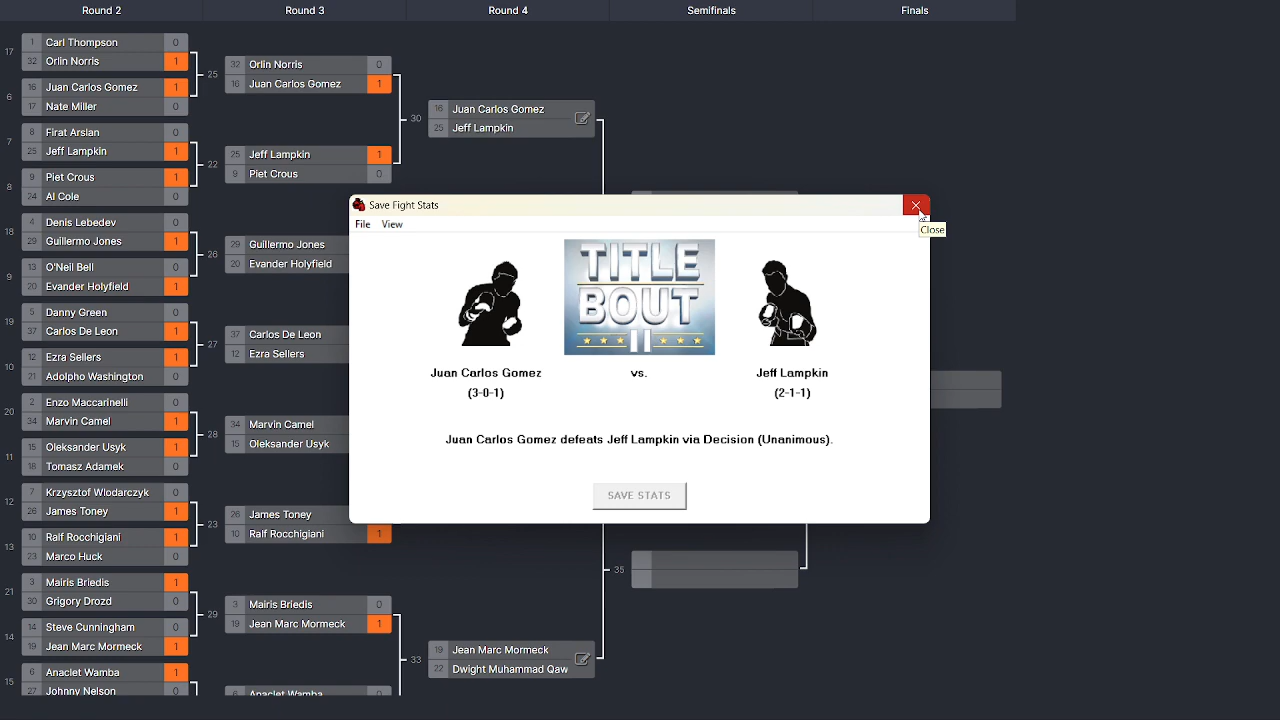 Round 2 Round 3 Round 4 Semifinals Finals
17
1 Carl Thompson 0
32 Orlin Norris 1
6
16 Juan Carlos Gomez 1
17 Nate Miller 0
7
8 Firat Arslan 0
25 Jeff Lampkin 1
8
9 Piet Crous 1
24 Al Cole 0
18
4 Denis Lebedev 0
29 Guillermo Jones 1
9
13 O'Neil Bell 0
20 Evander Holyfield 1
19
5 Darcy Green 0
37 Carlos De Leon 1
10
12 Ezra Sellers 1
21 Adolpho Washington 0
20
2 Enzo Maccarinelli 0
34 Marvin Camel 1
11
15 Oleksander Usyk 1
18 Tomasz Adamek 0
12
7 Krzysztof Wlodarczyk 0
26 James Toney 1
13
10 Ralf Rocchigiani 1
23 Marco Huck 0
21
3 Mairis Briedis 1
30 Grigory Drozd 0
14
14 Steve Cunningham 0
19 Jean Marc Mormeck 1
15
6 Anaclet Wamba 1
27 Johnny Nelson 0
25
32 Orlin Norris 0
16 Juan Carlos Gomez 1
22
25 Jeff Lampkin 1
9 Piet Crous 0
26
29 Guillermo Jones
20 Evander Holyfield
27
37 Carlos De Leon
12 Ezra Sellers
28
34 Marvin Camel
15 Oleksander Usyk
23
26 James Toney
10 Ralf Rocchigiani 1
29
3 Mairis Briedis 0
19 Jean Marc Mormeck 1
6 Anaclet Wamba
30
16 Juan Carlos Gomez
25 Jeff Lampkin
33
19 Jean Marc Mormeck
22 Dwight Muhammad Qaw
35
Save Fight Stats
Close
File View
TITLE
BOUT
II
Juan Carlos Gomez vs. Jeff Lampkin
(3-0-1) (2-1-1)
Juan Carlos Gomez defeats Jeff Lampkin via Decision (Unanimous).
SAVE STATS